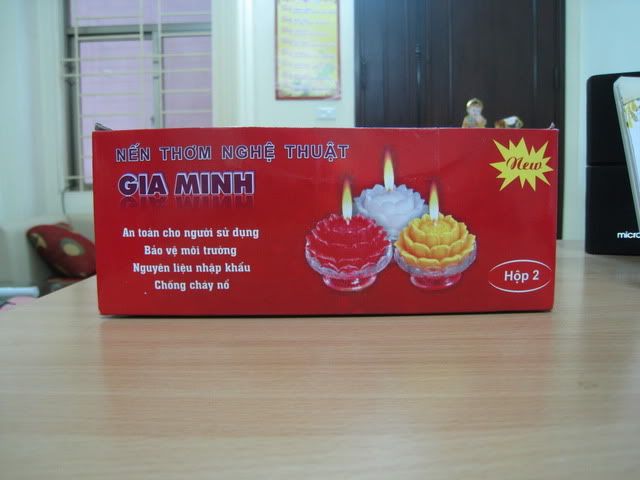 NẾN THƠM NGHỆ THUẬT
GIA MINH
An toàn cho người sử dụng
Bảo vệ môi trường
Nguyên liệu nhập khẩu
Chống cháy nổ
New
Hộp 2
micro